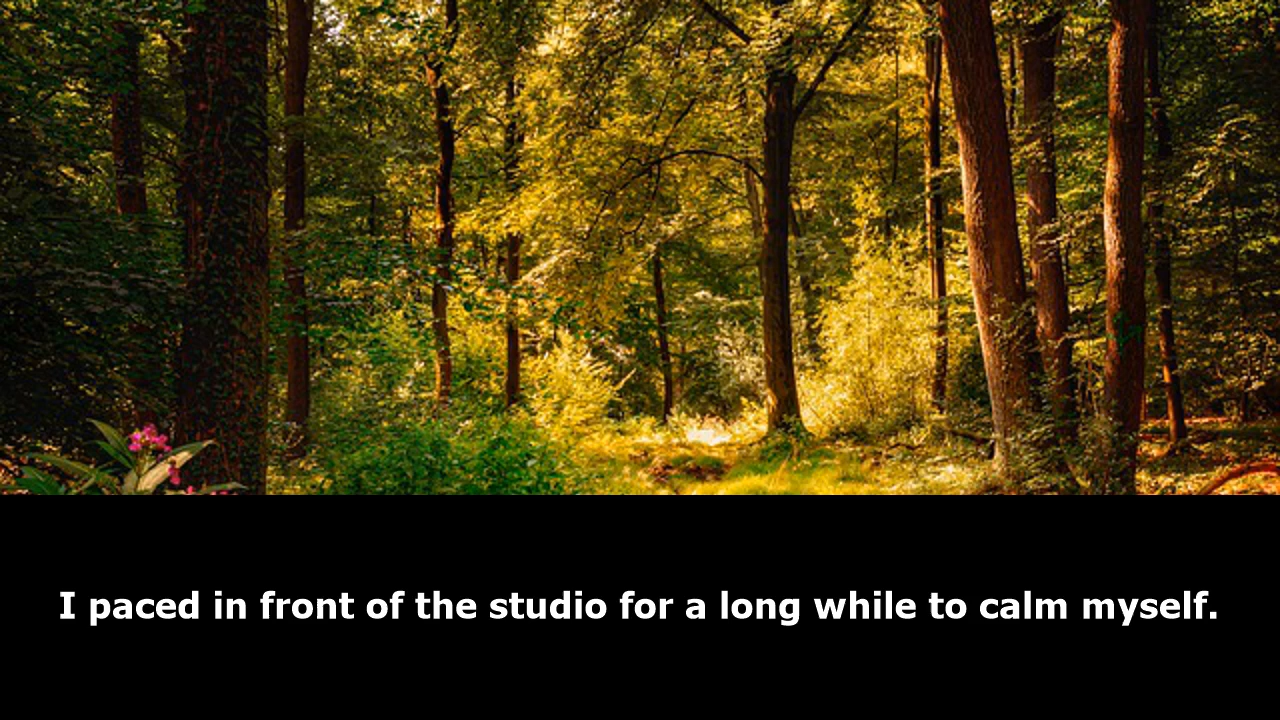 I paced in front of the studio for a long while to calm myself.